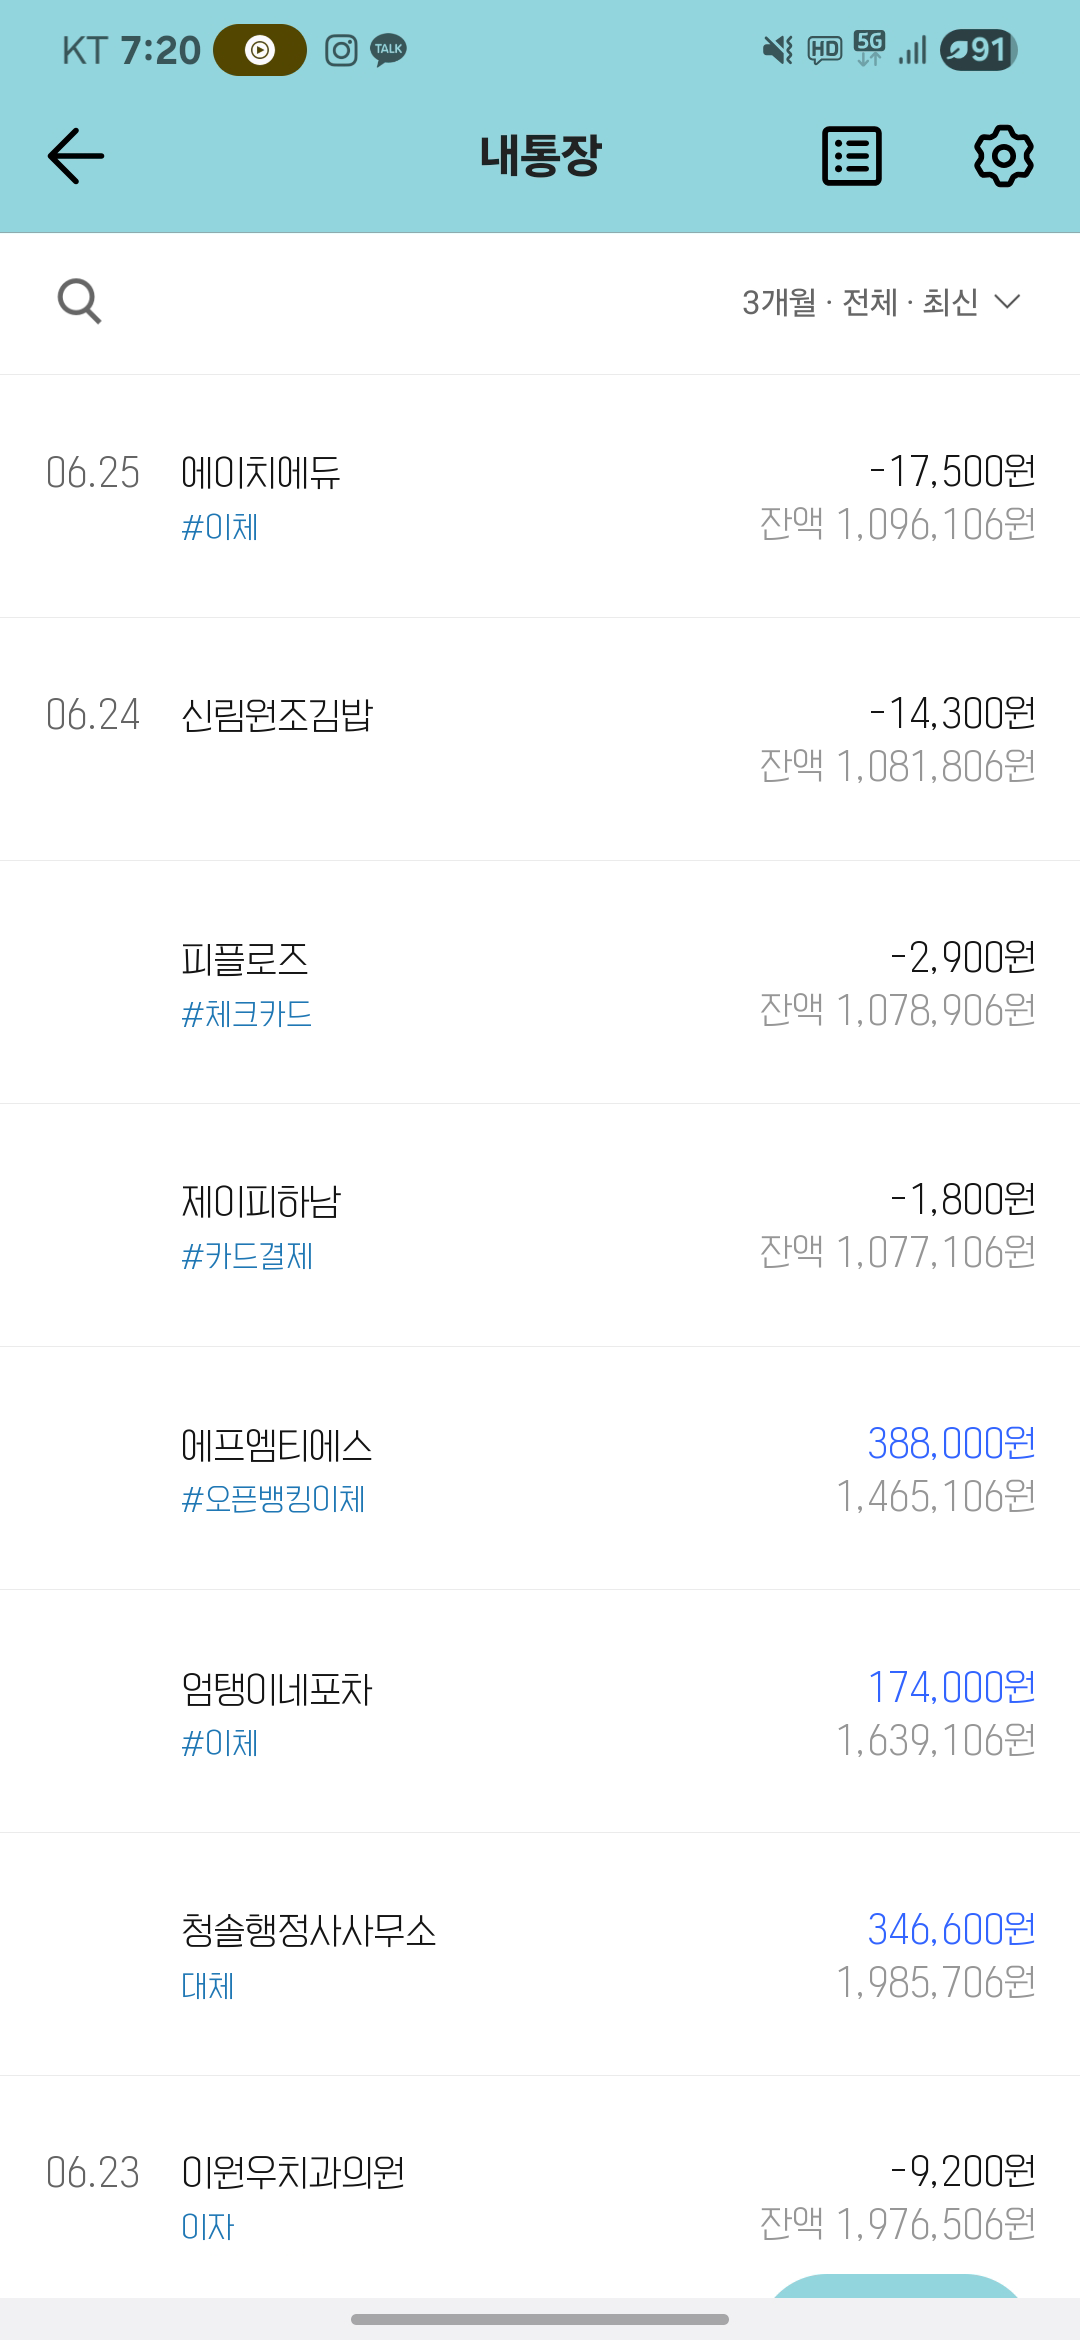 KT 7:20 TALK HD 5G 91
내통장
3개월 · 전체 · 최신
06.25 에이치에듀 -17,500원
#이체 잔액 1,096,106원
06.24 신림원조김밥 -14,300원
잔액 1,081,806원
피플로즈 -2,900원
#체크카드 잔액 1,078,906원
제이피하남 -1,800원
#카드결제 잔액 1,077,106원
에프엠티에스 388,000원
#오픈뱅킹이체 1,465,106원
엄탱이네포차 174,000원
#이체 1,639,106원
청솔행정사사무소 346,600원
대체 1,985,706원
06.23 이원우치과의원 -9,200원
이자 잔액 1,976,506원